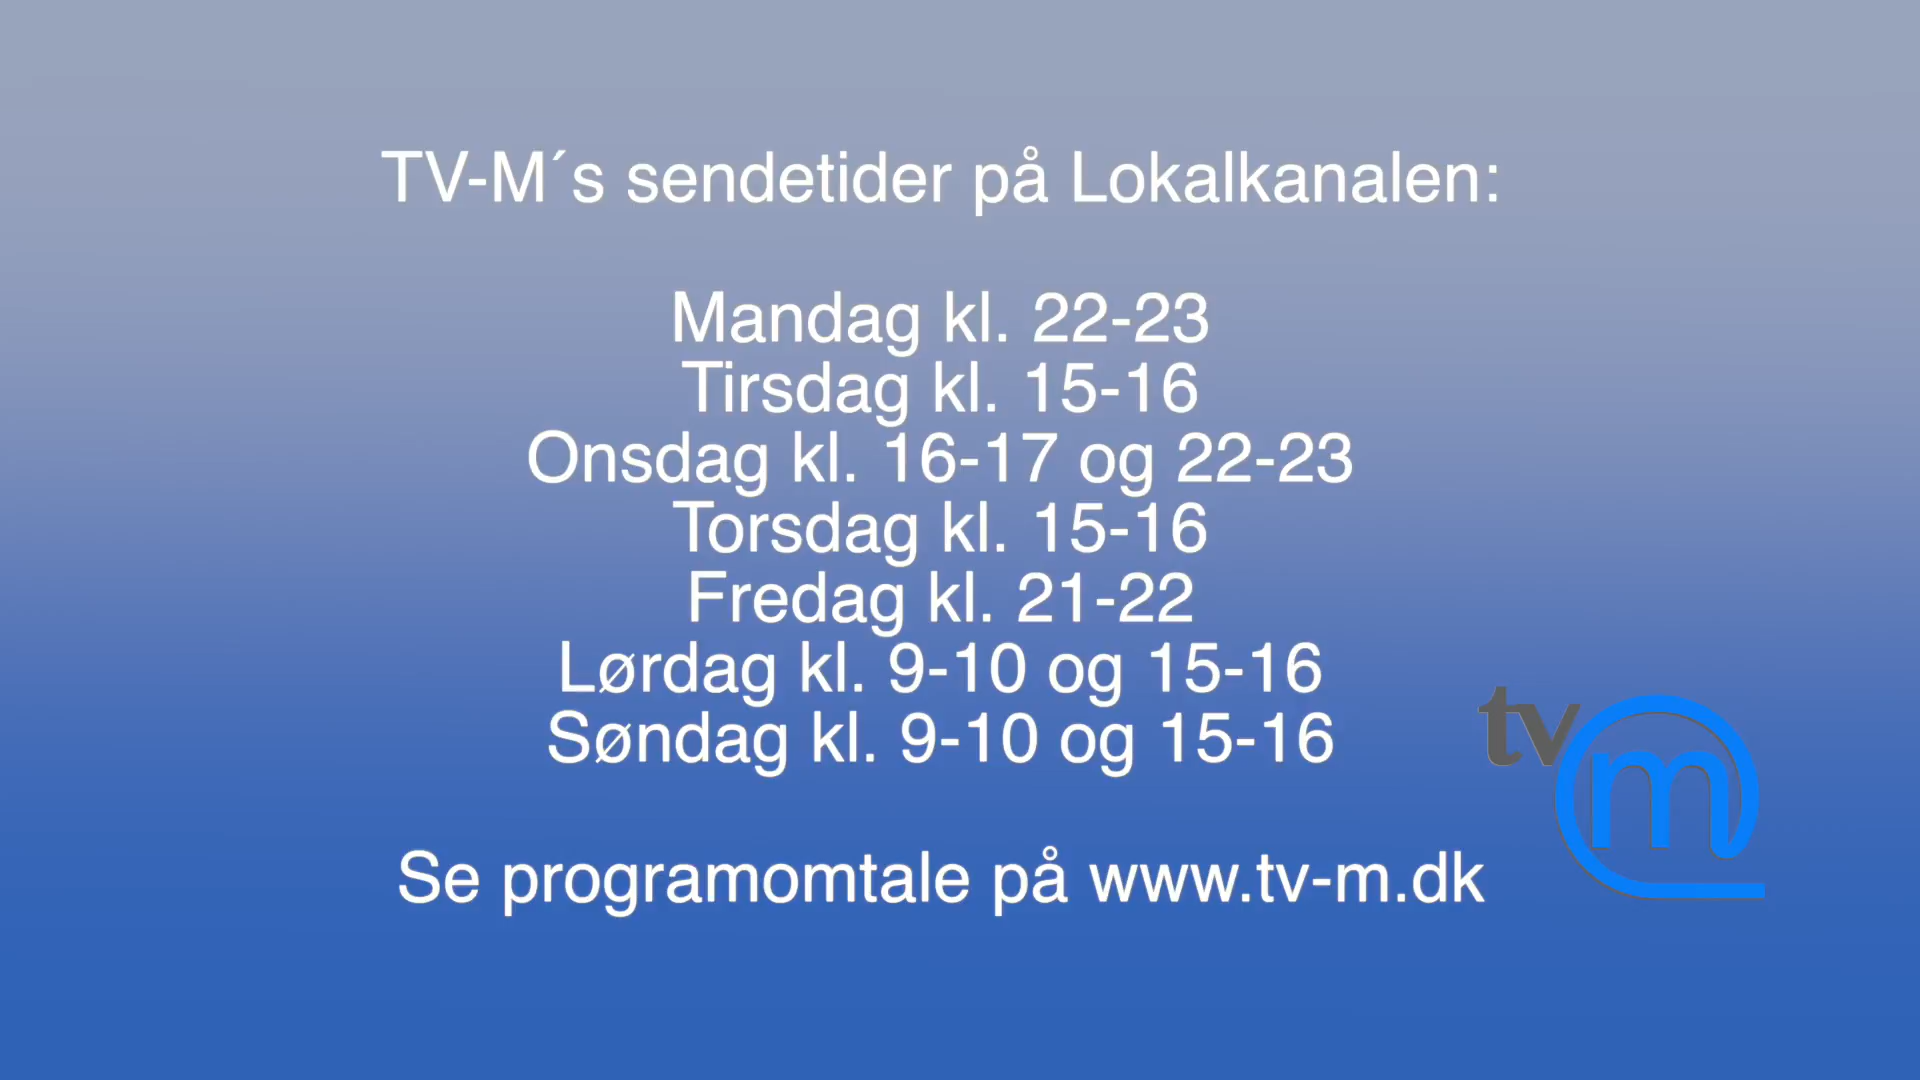 TV-M´s sendetider på Lokalkanalen:
Mandag kl. 22-23
Tirsdag kl. 15-16
Onsdag kl. 16-17 og 22-23
Torsdag kl. 15-16
Fredag kl. 21-22
Lørdag kl. 9-10 og 15-16
Søndag kl. 9-10 og 15-16
tv
m
Se programomtale på www.tv-m.dk